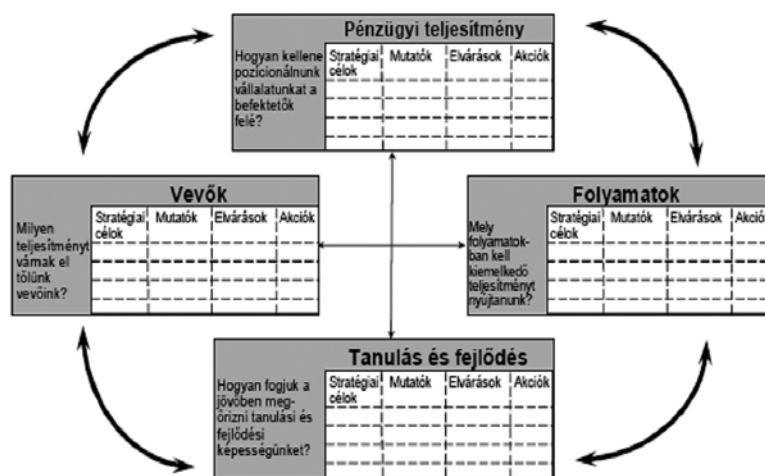 Pénzügyi teljesítmény
Hogyan kellene
pozicionálnunk
vállalatunkat a
befektetők
felé?
Stratégiai célok
Mutatók
Elvárások
Akciók
Vevők
Milyen
teljesítményt
várnak el
tőlünk
vevőink?
Stratégiai célok
Mutatók
Elvárások
Akciók
Folyamatok
Mely
folyamatok-
ban kell
kiemelkedő
teljesítményt
nyújtanunk?
Stratégiai célok
Mutatók
Elvárások
Akció
Tanulás és fejlődés
Hogyan fogjuk a
jövőben meg-
őrizni tanulási és
fejlődési
képességünket?
Stratégiai célok
Mutatók
Elvárások
Akciók